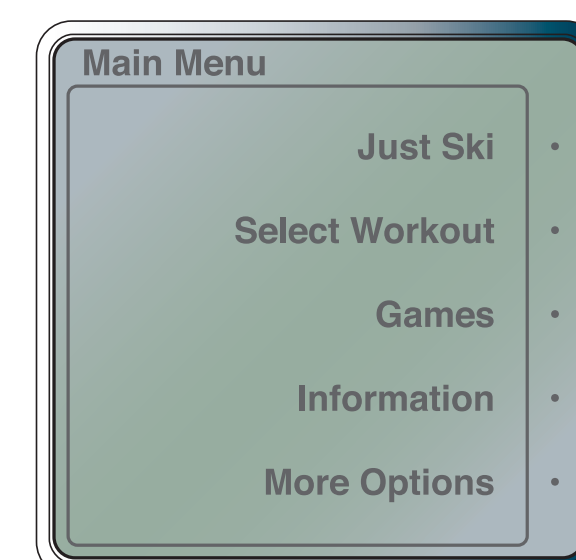 Main Menu
Just Ski
Select Workout
Games
Information
More Options